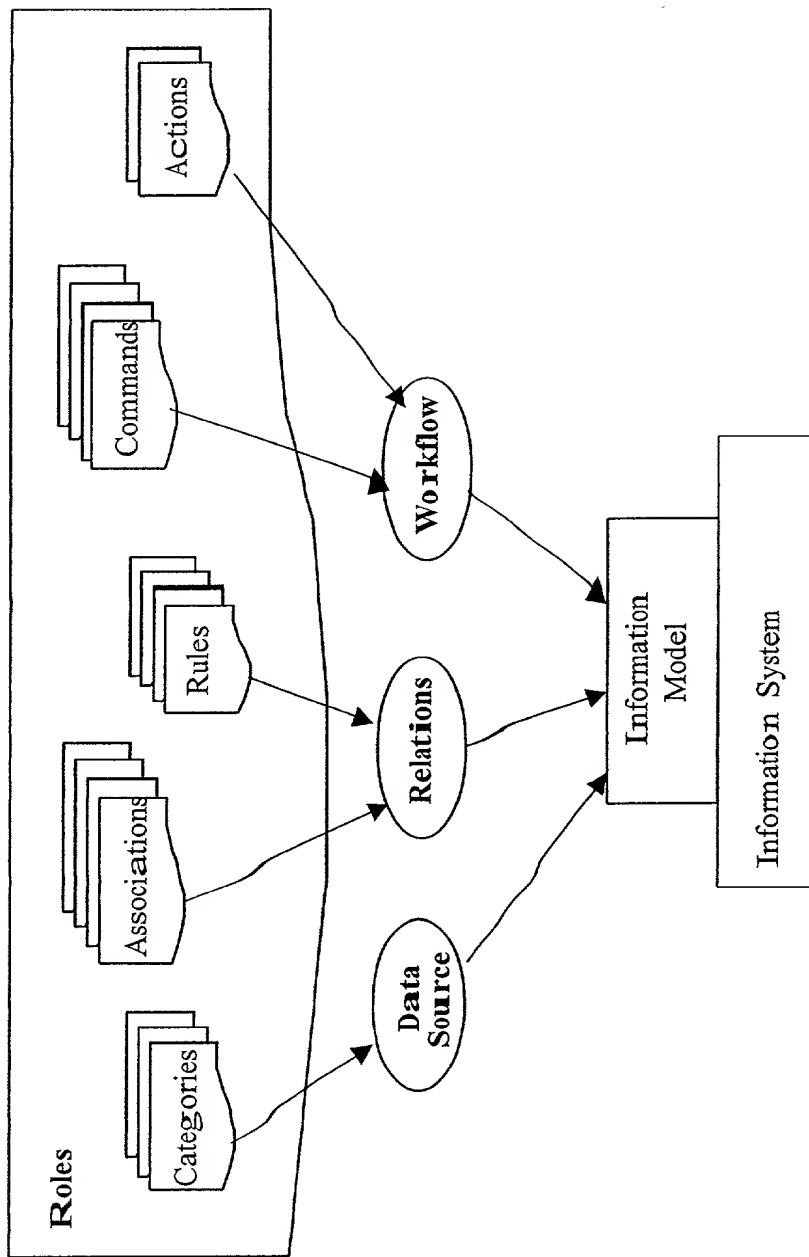 Roles
Categories
Associations
Rules
Commands
Actions
Data
Source
Relations
Workflow
Information
Model
Information System